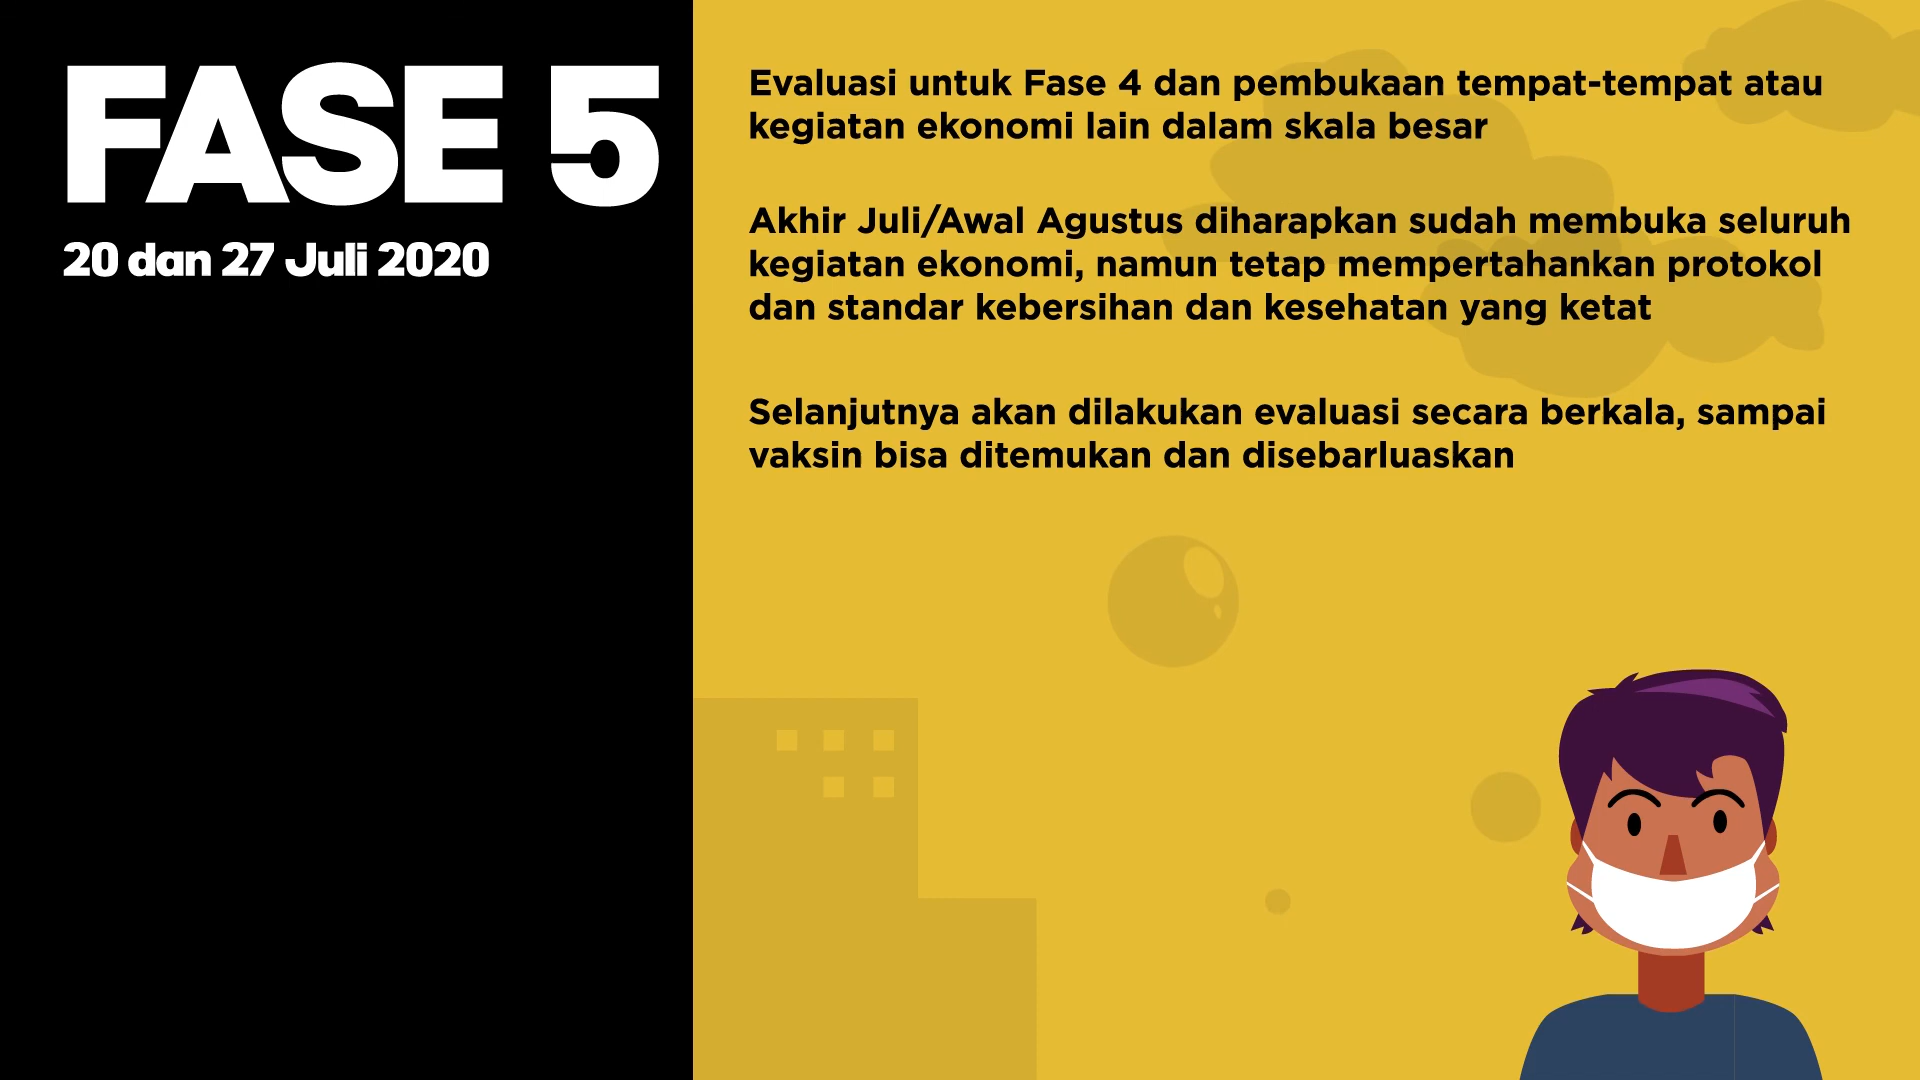 FASE 5
20 dan 27 Juli 2020
Evaluasi untuk Fase 4 dan pembukaan tempat-tempat atau
kegiatan ekonomi lain dalam skala besar
Akhir Juli/Awal Agustus diharapkan sudah membuka seluruh
kegiatan ekonomi, namun tetap mempertahankan protokol
dan standar kebersihan dan kesehatan yang ketat
Selanjutnya akan dilakukan evaluasi secara berkala, sampai
vaksin bisa ditemukan dan disebarluaskan